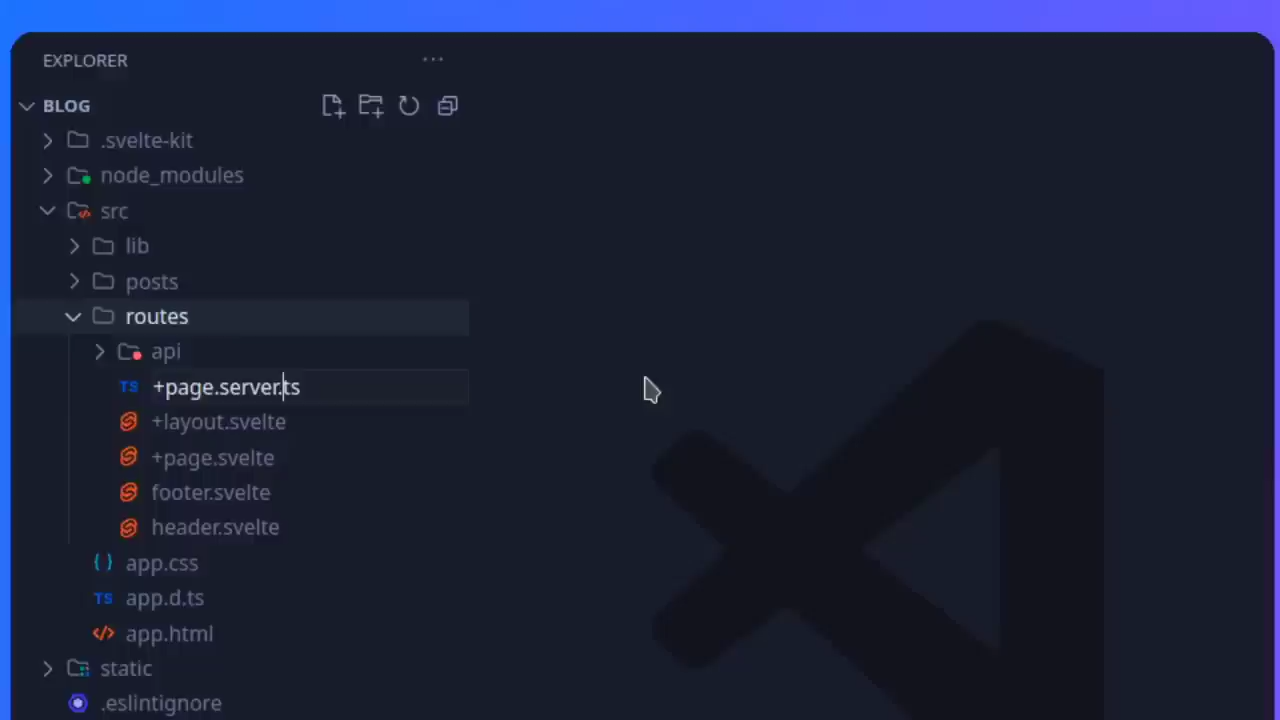 EXPLORER
BLOG
.svelte-kit
node_modules
src
lib
posts
routes
api
TS +page.server.ts
+layout.svelte
+page.svelte
footer.svelte
header.svelte
{ } app.css
TS app.d.ts
</> app.html
static
.eslintignore